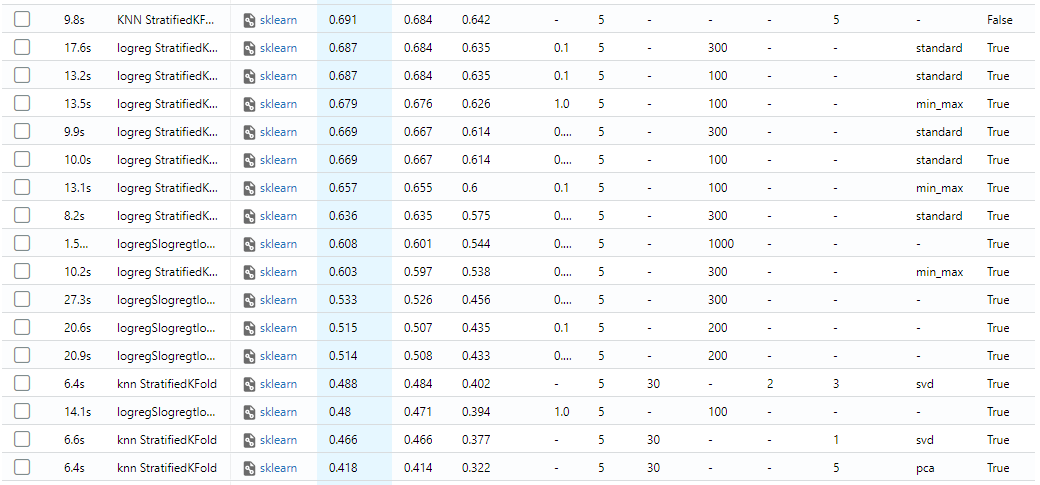 9.8s KNN StratifiedKF... sklearn 0.691 0.684 0.642 - 5 - - - 5 - False
17.6s logreg StratifiedK... sklearn 0.687 0.684 0.635 0.1 5 - 300 - - standard True
13.2s logreg StratifiedK... sklearn 0.687 0.684 0.635 0.1 5 - 100 - - standard True
13.5s logreg StratifiedK... sklearn 0.679 0.676 0.626 1.0 5 - 100 - - min_max True
9.9s logreg StratifiedK... sklearn 0.669 0.667 0.614 0.... 5 - 300 - - standard True
10.0s logreg StratifiedK... sklearn 0.669 0.667 0.614 0.... 5 - 100 - - standard True
13.1s logreg StratifiedK... sklearn 0.657 0.655 0.6 0.1 5 - 100 - - min_max True
8.2s logreg StratifiedK... sklearn 0.636 0.635 0.575 0.... 5 - 300 - - standard True
1.5... logregSlogregtlo... sklearn 0.608 0.601 0.544 0.... 5 - 1000 - - - True
10.2s logreg StratifiedK... sklearn 0.603 0.597 0.538 0.... 5 - 300 - - min_max True
27.3s logregSlogregtlo... sklearn 0.533 0.526 0.456 0.... 5 - 300 - - - True
20.6s logregSlogregtlo... sklearn 0.515 0.507 0.435 0.1 5 - 200 - - - True
20.9s logregSlogregtlo... sklearn 0.514 0.508 0.433 0.... 5 - 200 - - - True
6.4s knn StratifiedKFold sklearn 0.488 0.484 0.402 - 5 30 - 2 3 svd True
14.1s logregSlogregtlo... sklearn 0.48 0.471 0.394 1.0 5 - 100 - - - True
6.6s knn StratifiedKFold sklearn 0.466 0.466 0.377 - 5 30 - - 1 svd True
6.4s knn StratifiedKFold sklearn 0.418 0.414 0.322 - 5 30 - - 5 pca True